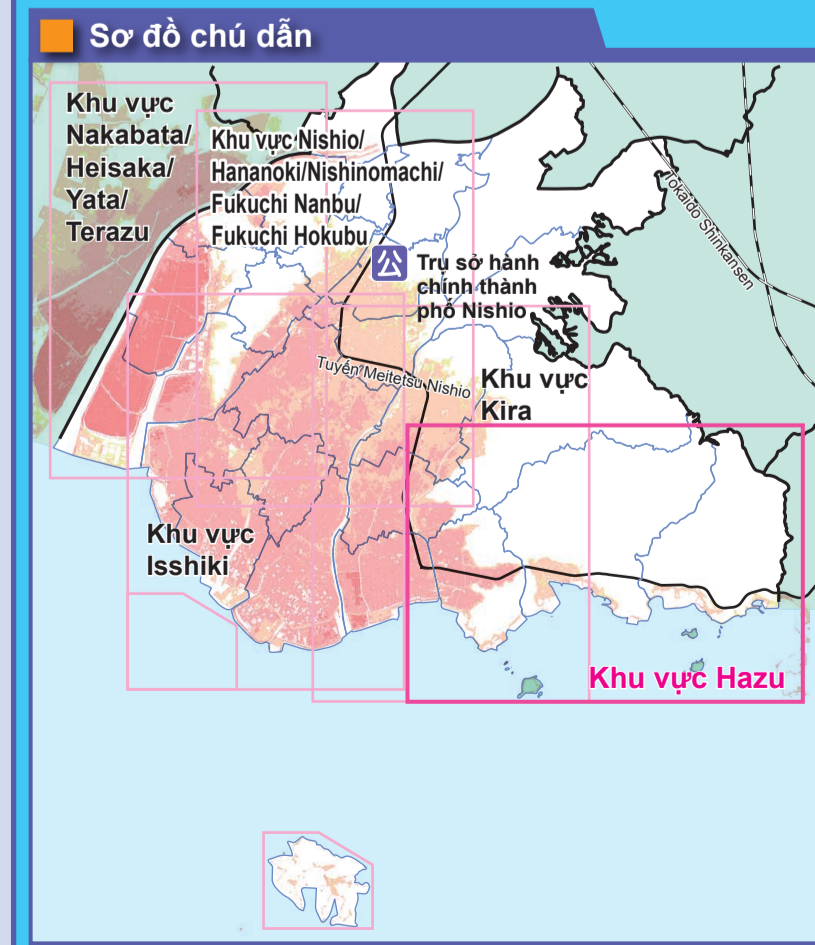 Sơ đồ chú dẫn
Khu vực
Nakabata/
Heisaka/
Yata/
Terazu
Khu vực Nishio/
Hananoki/Nishinomachi/
Fukuchi Nanbu/
Fukuchi Hokubu
公
Trụ sở hành
chính thành
phố Nishio
Tokaido Shinkansen
Tuyến Meitetsu Nishio
Khu vực
Kira
Khu vực
Isshiki
Khu vực Hazu